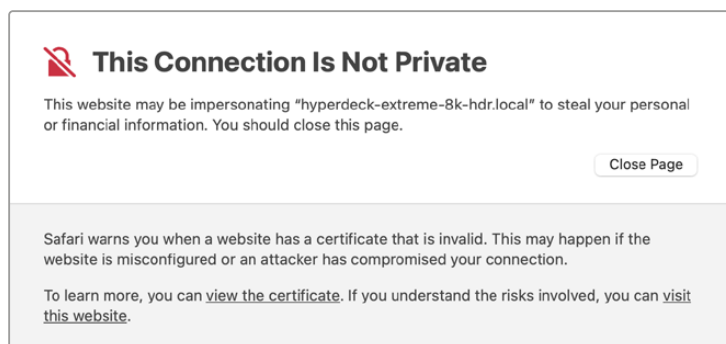 This Connection Is Not Private
This website may be impersonating “hyperdeck-extreme-8k-hdr.local” to steal your personal
or financial information. You should close this page.
Close Page
Safari warns you when a website has a certificate that is invalid. This may happen if the
website is misconfigured or an attacker has compromised your connection.
To learn more, you can view the certificate. If you understand the risks involved, you can visit
this website.